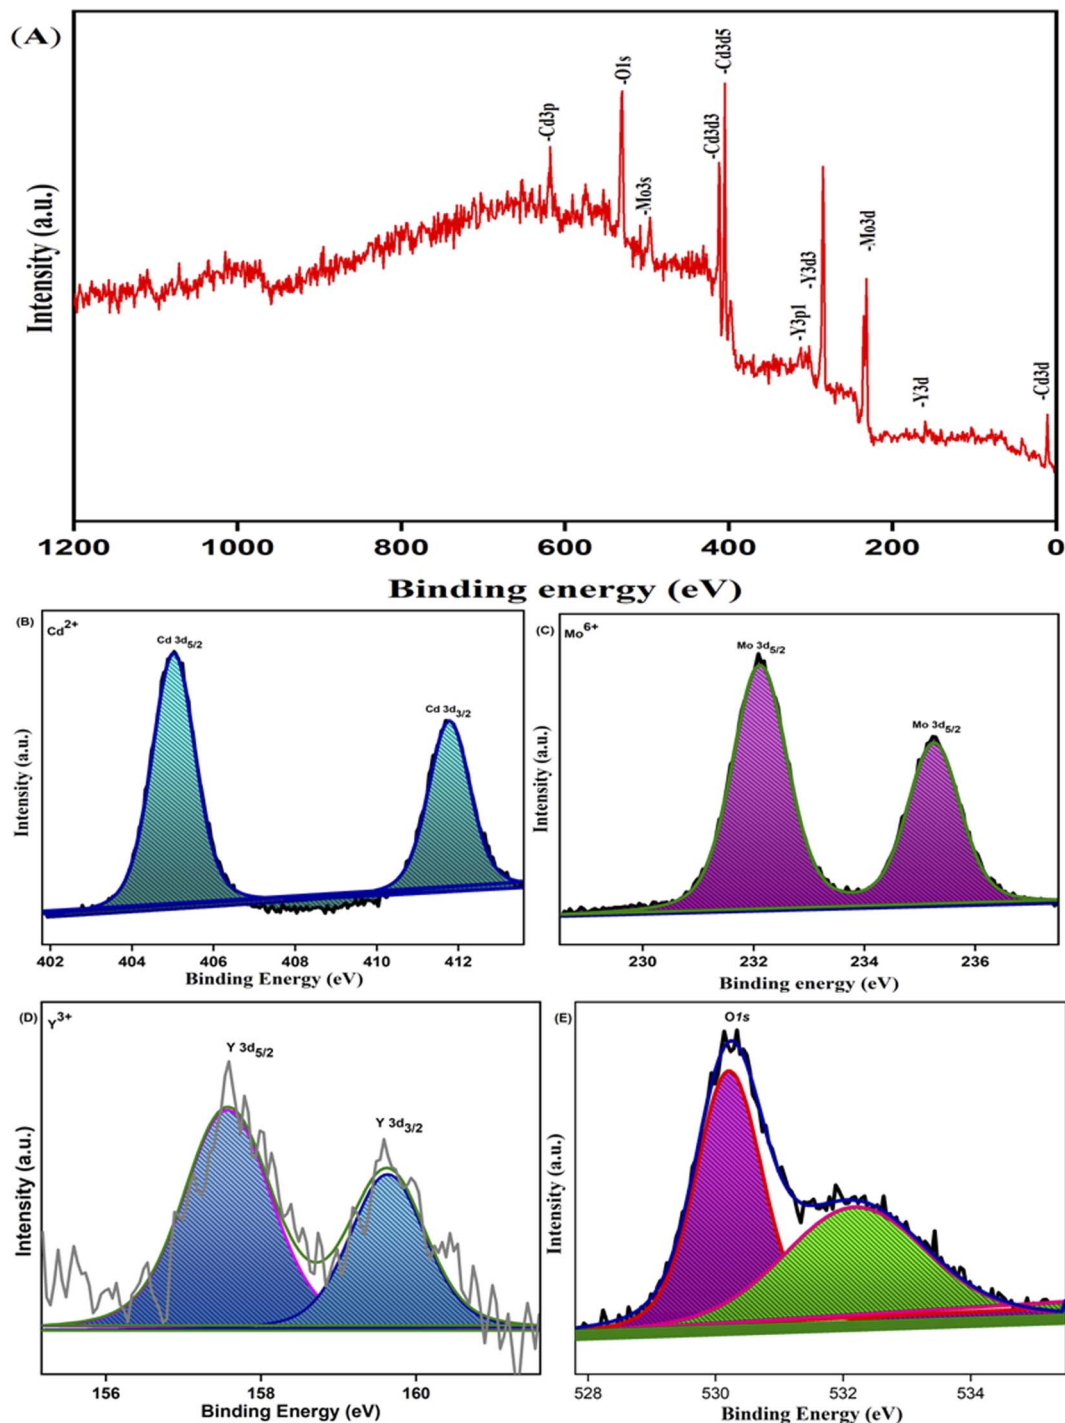 (A)
-Cd3p
-O1s
-Mo3s
-Cd3d3
-Cd3d5
-Y3p1
-Y3d3
-Mo3d
-Y3d
-Cd3d
Intensity (a.u.)
1200 1000 800 600 400 200 0
Binding energy (eV)
(B)
Cd2+
Cd 3d5/2
Cd 3d3/2
Intensity (a.u.)
402 404 406 408 410 412
Binding Energy (eV)
(C)
Mo6+
Mo 3d5/2
Mo 3d5/2
Intensity (a.u.)
230 232 234 236
Binding energy (eV)
(D)
Y3+
Y 3d5/2
Y 3d3/2
Intensity (a.u.)
156 158 160
Binding Energy (eV)
(E)
O1s
Intensity (a.u.)
528 530 532 534
Binding Energy (eV)